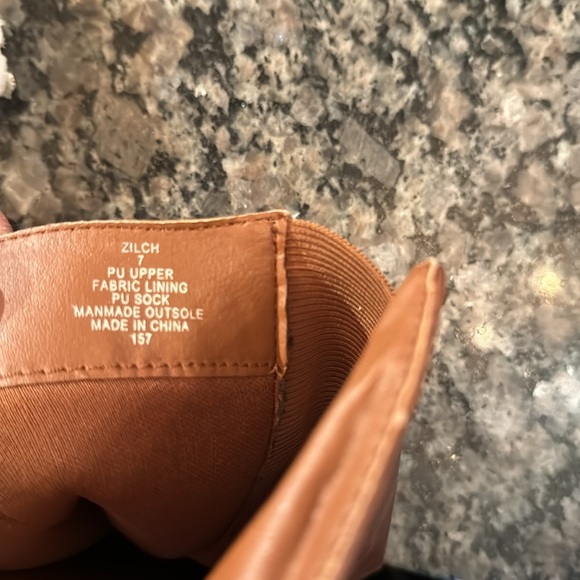 ZILCH
7
PU UPPER
FABRIC LINING
PU SOCK
MANMADE OUTSOLE
MADE IN CHINA
157